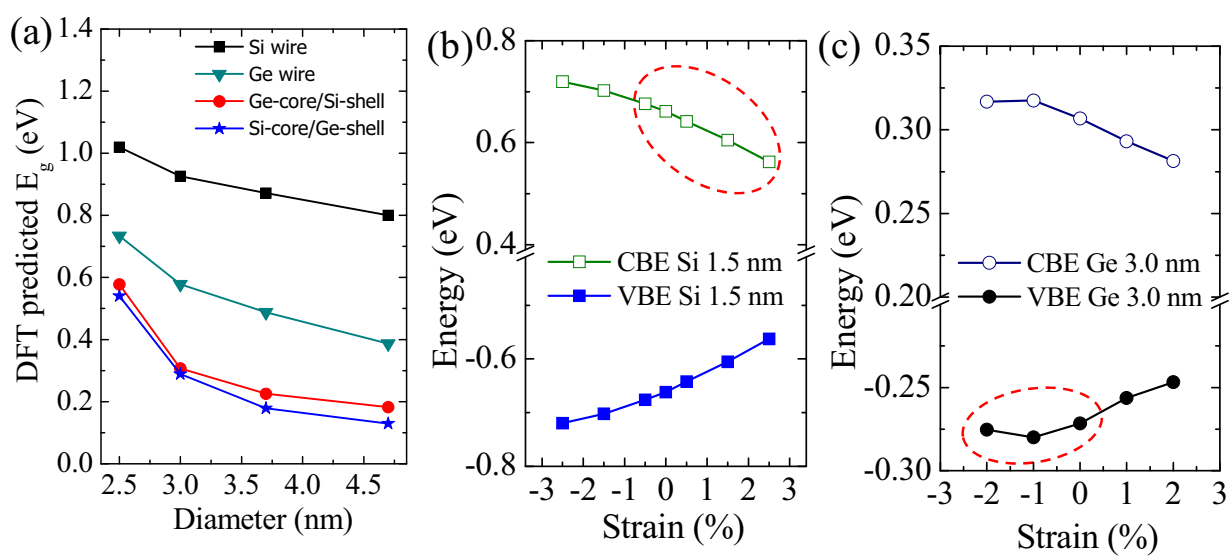 (a)
1.4
1.2
1.0
0.8
0.6
0.4
0.2
0.0
DFT predicted E_g (eV)
Si wire
Ge wire
Ge-core/Si-shell
Si-core/Ge-shell
2.5 3.0 3.5 4.0 4.5
Diameter (nm)
(b)
0.8
0.6
0.4
-0.6
-0.8
Energy (eV)
CBE Si 1.5 nm
VBE Si 1.5 nm
-3 -2 -1 0 1 2 3
Strain (%)
(c)
0.35
0.30
0.25
0.20
-0.25
-0.30
Energy (eV)
CBE Ge 3.0 nm
VBE Ge 3.0 nm
-3 -2 -1 0 1 2 3
Strain (%)